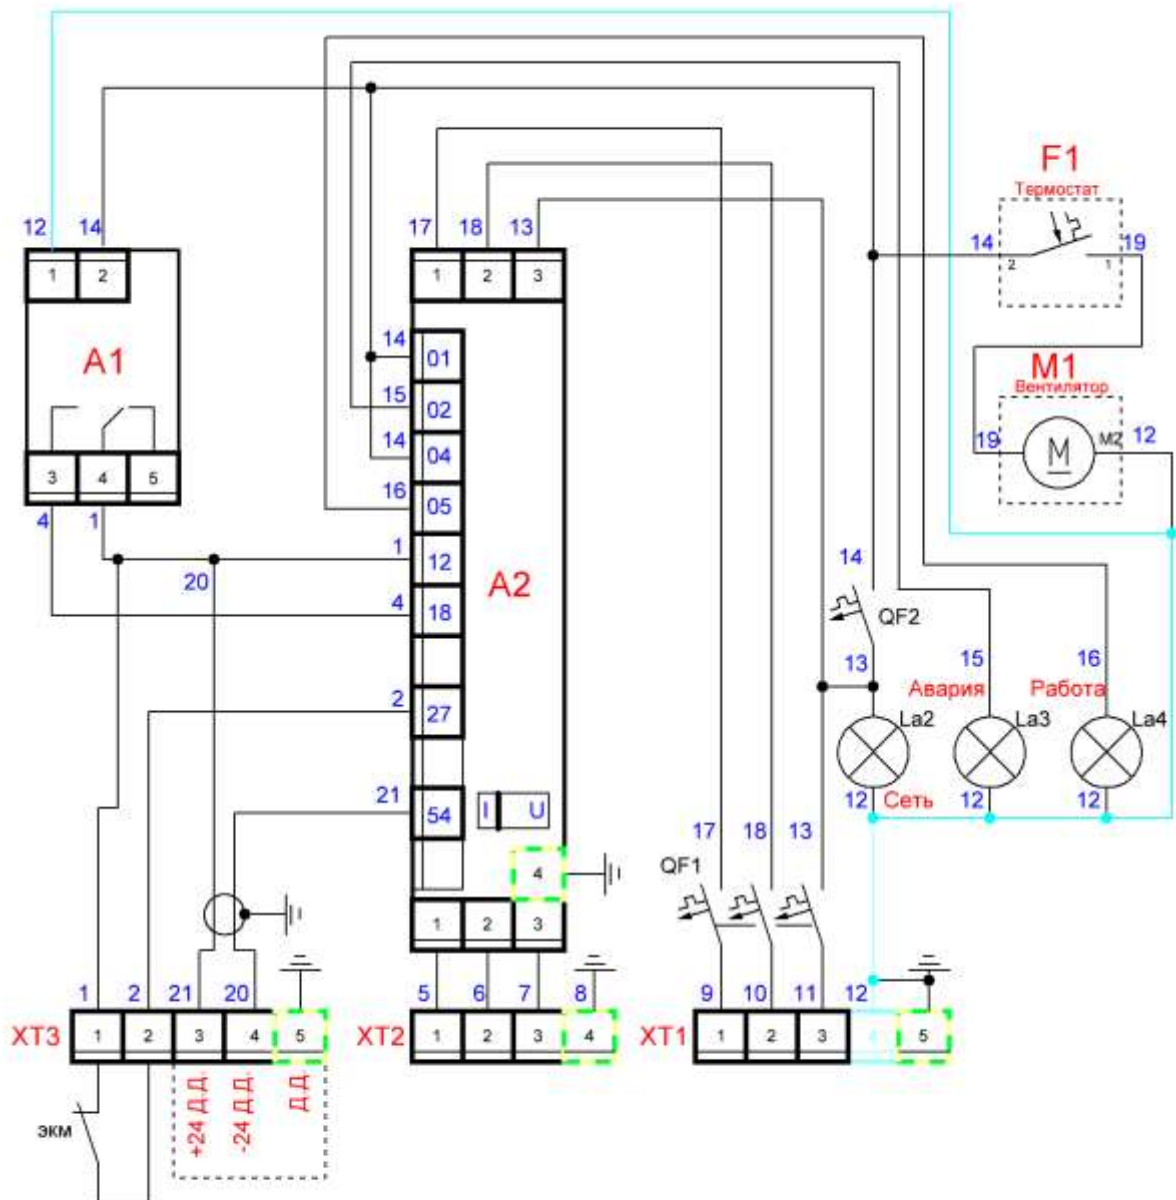 F1
Термостат
12 14 17 18 13 14 19
2 1
1 2 1 2 3
A1
M1
Вентилятор
14 01
15 02
14 04
16 05
19 M M2 12
3 4 5
4 1
1 12
20
A2
14
4 18
QF2
13 15 16
Авария Работа
2 27
La2 La3 La4
21 54 I U
12 Сеть 12 12
17 18 13
QF1
4
1 2 3
1 2 21 20 5 6 7 8 9 10 11 12
XT3 1 2 3 4 5 XT2 1 2 3 4 XT1 1 2 3 4 5
ЭКМ
+24 Д.Д.
-24 Д.Д.
Д.Д.